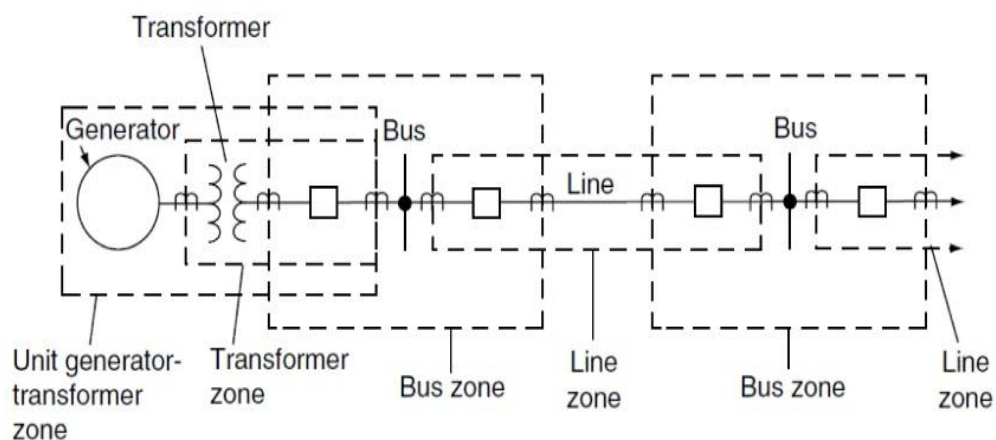 Transformer
Generator
Bus
Bus
Line
Unit generator-
transformer
zone
Transformer
zone
Bus zone
Line
zone
Bus zone
Line
zone